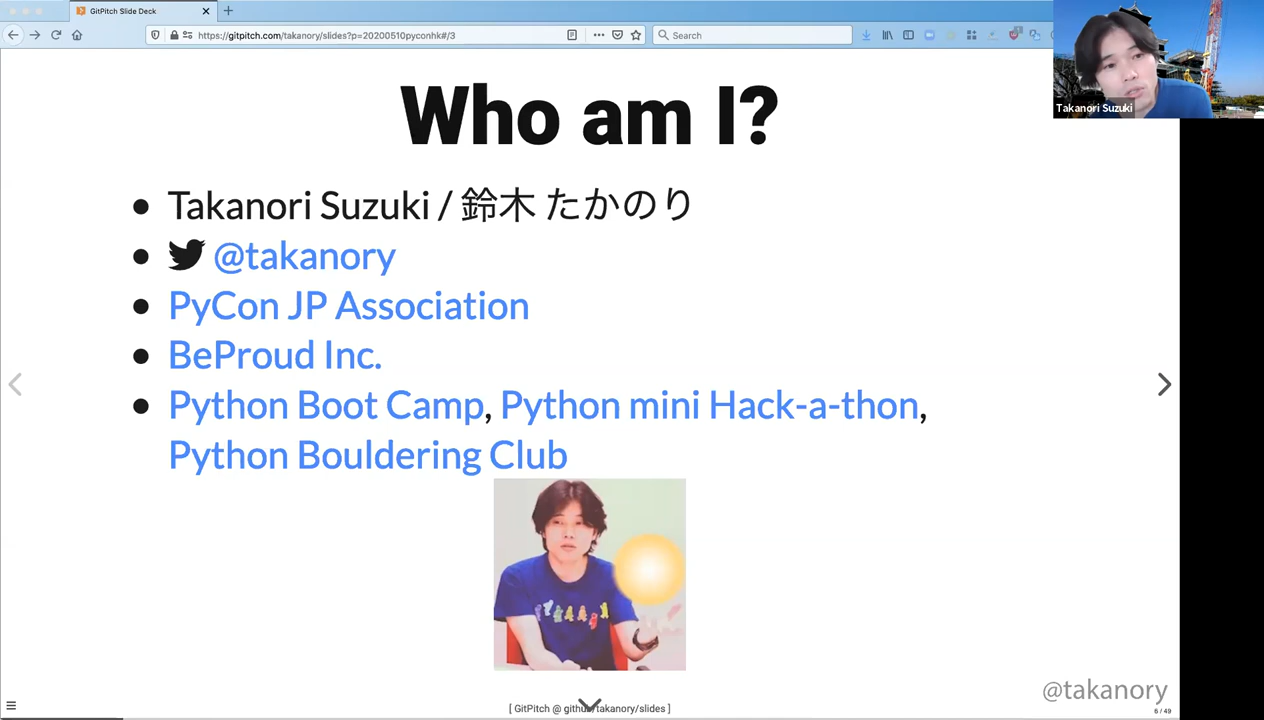 GitPitch Slide Deck
https://gitpitch.com/takanory/slides?p=20200510pyconhk#/3
Search
Takanori Suzuki
Who am I?
Takanori Suzuki / 鈴木 たかのり
@takanory
PyCon JP Association
BeProud Inc.
Python Boot Camp, Python mini Hack-a-thon,
Python Bouldering Club
@takanory
[ GitPitch @ github/takanory/slides ]
6 / 49